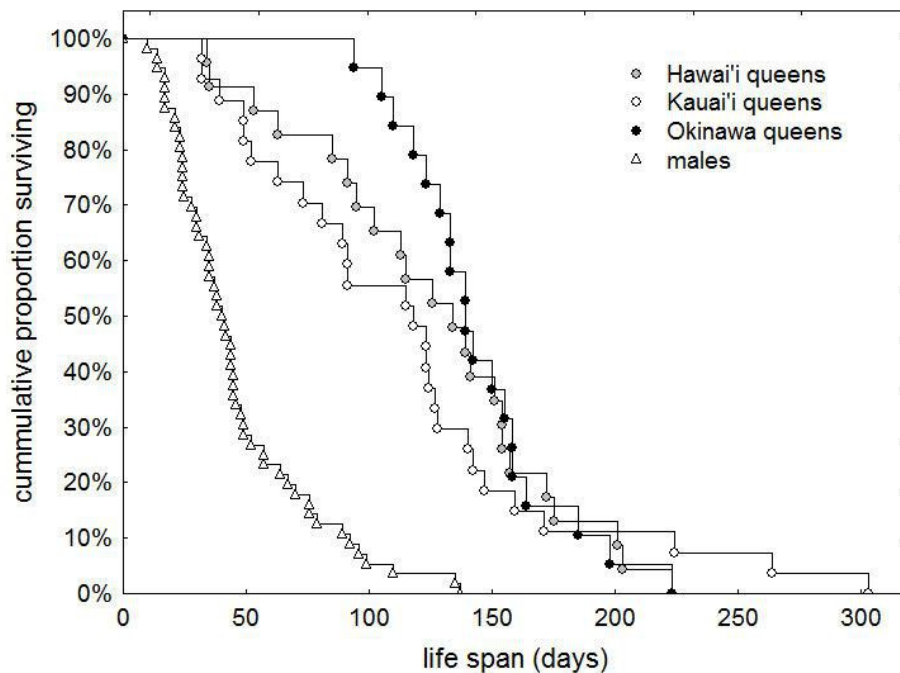 100%
90%
80%
70%
60%
50%
40%
30%
20%
10%
0%
cummulative proportion surviving
Hawai'i queens
Kauai'i queens
Okinawa queens
males
0 50 100 150 200 250 300
life span (days)